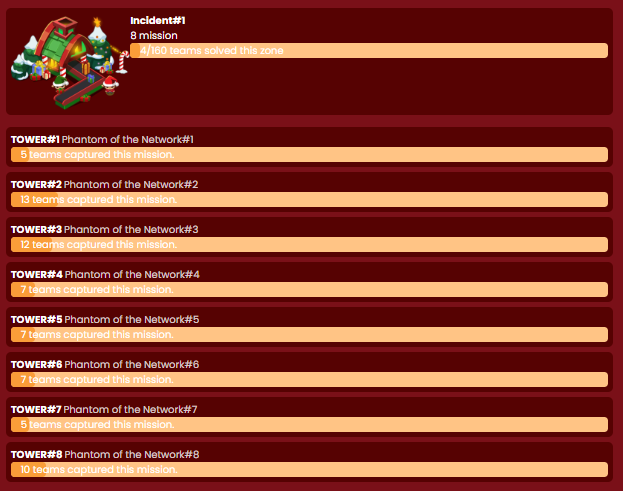 Incident#1
8 mission
4/160 teams solved this zone
TOWER#1 Phantom of the Network#1
5 teams captured this mission.
TOWER#2 Phantom of the Network#2
13 teams captured this mission.
TOWER#3 Phantom of the Network#3
12 teams captured this mission.
TOWER#4 Phantom of the Network#4
7 teams captured this mission.
TOWER#5 Phantom of the Network#5
7 teams captured this mission.
TOWER#6 Phantom of the Network#6
7 teams captured this mission.
TOWER#7 Phantom of the Network#7
5 teams captured this mission.
TOWER#8 Phantom of the Network#8
10 teams captured this mission.